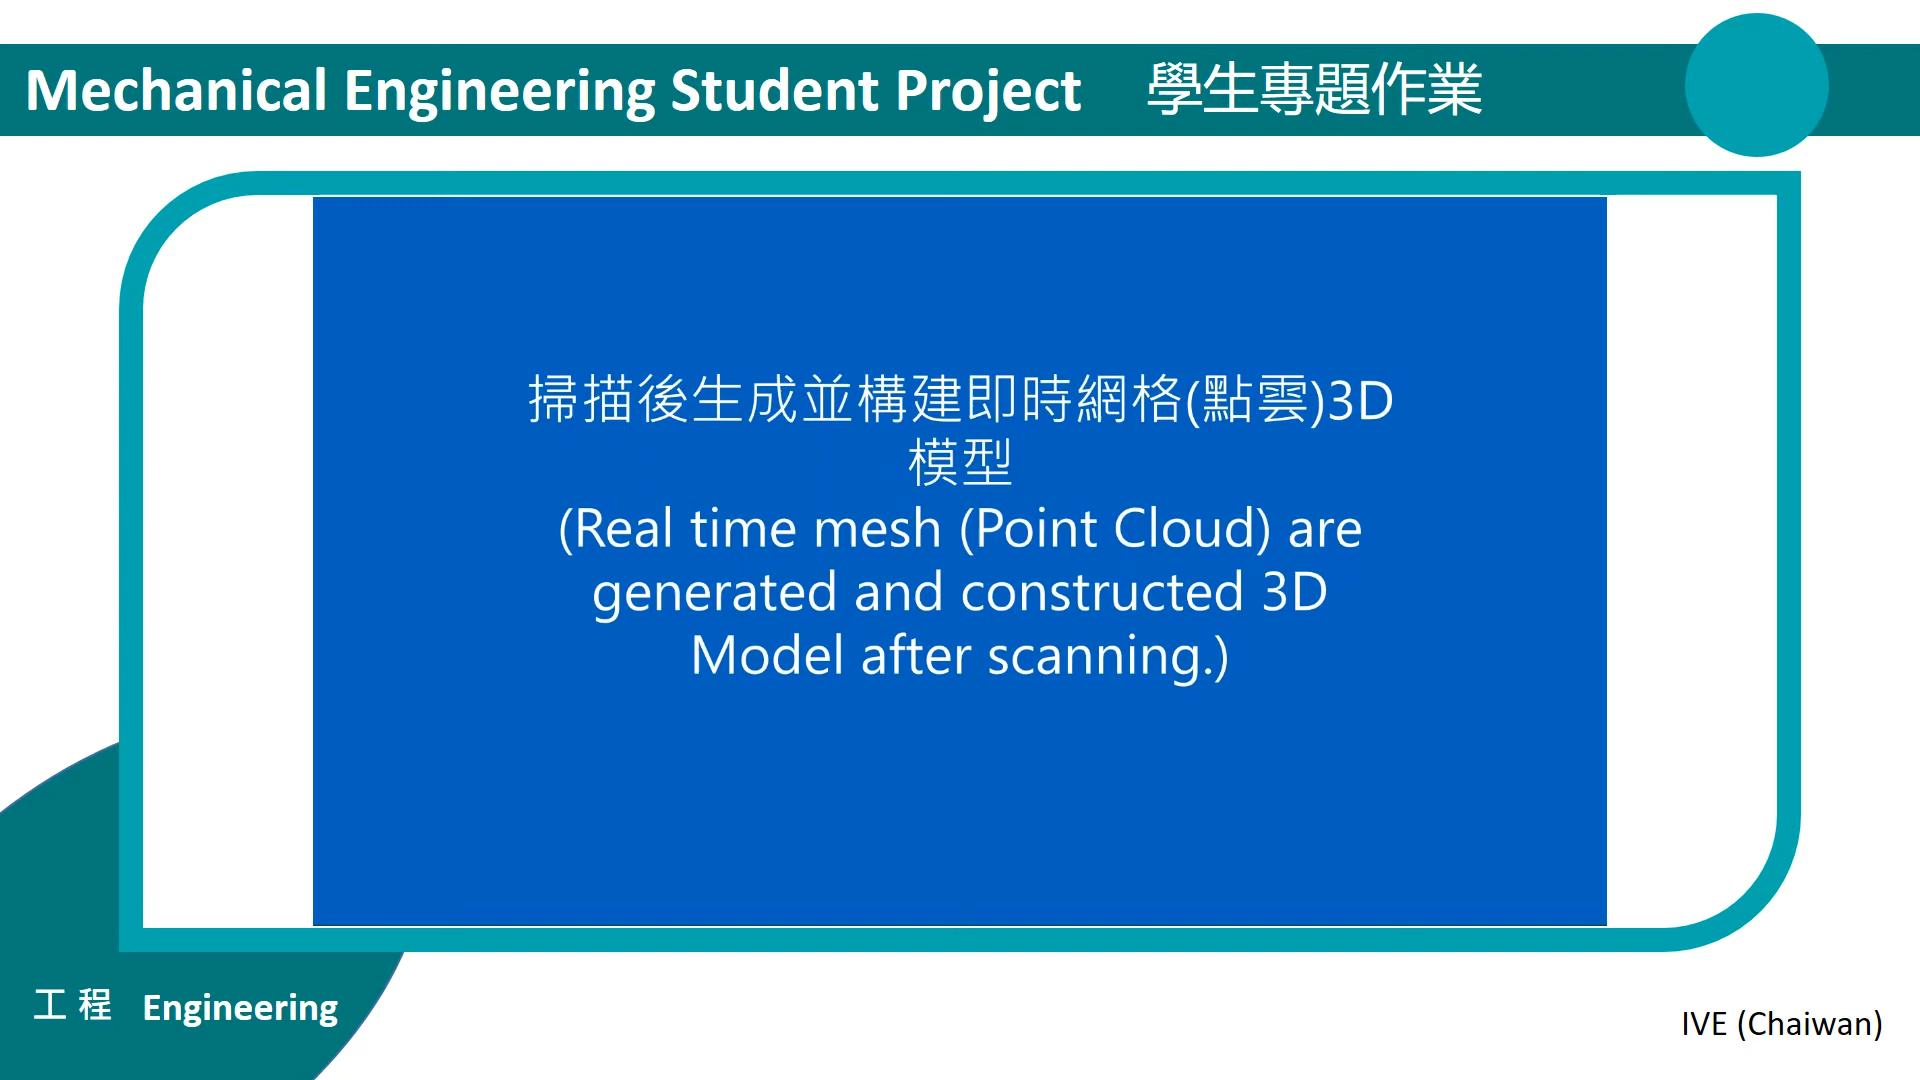 Mechanical Engineering Student Project 學生專題作業
掃描後生成並構建即時網格(點雲)3D
模型
(Real time mesh (Point Cloud) are
generated and constructed 3D
Model after scanning.)
工程 Engineering
IVE (Chaiwan)